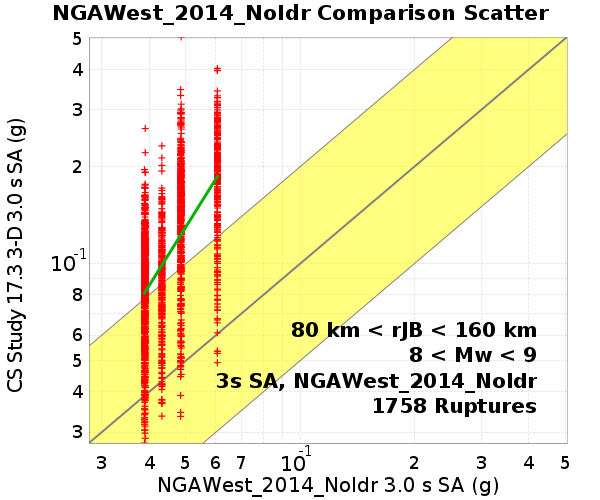 NGAWest_2014_NoIdr Comparison Scatter
CS Study 17.3 3-D 3.0 s SA (g)
5
4
3
2
10-1
8
6
5
4
3
80 km < rJB < 160 km
8 < Mw < 9
3s SA, NGAWest_2014_NoIdr
1758 Ruptures
3 4 5 6 7 10-1 2 3 4 5
NGAWest_2014_NoIdr 3.0 s SA (g)